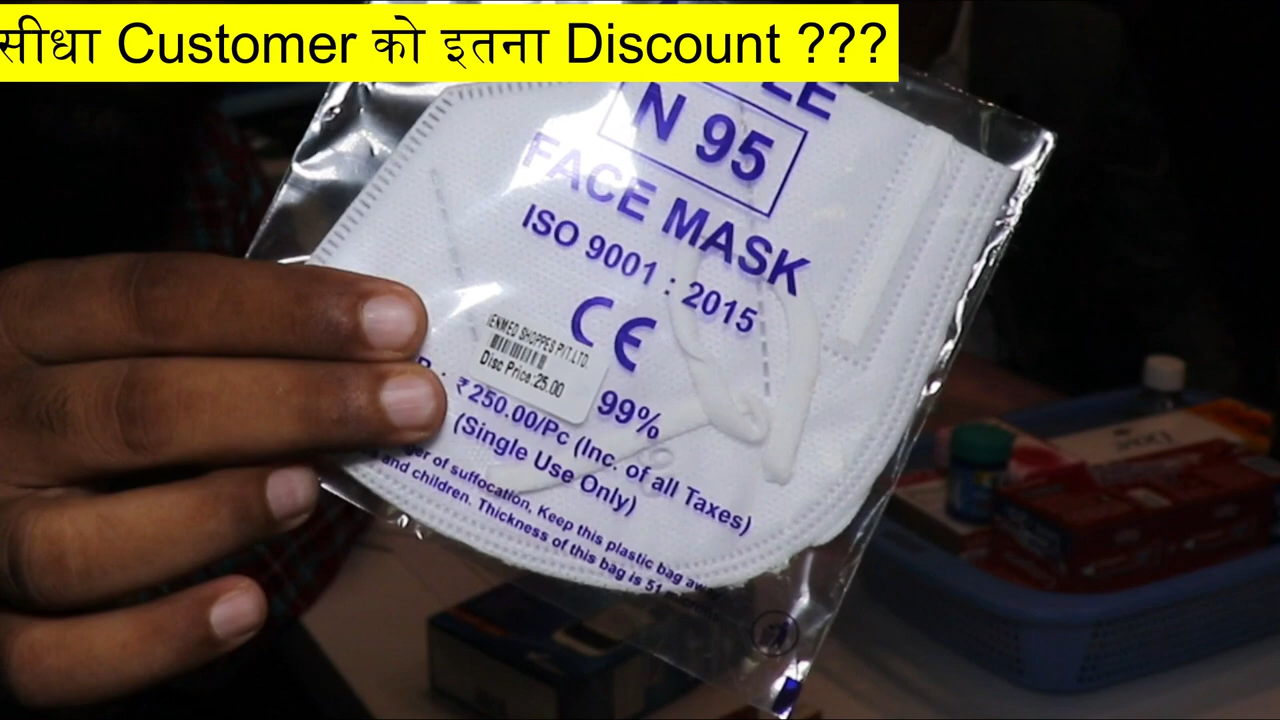 सीधा Customer को इतना Discount ???
N 95
FACE MASK
ISO 9001 : 2015
CE
ENMED SHOPPES PIT.LTD.
Disc Price:25.00
99%
₹250.00/Pc (Inc. of all Taxes)
(Single Use Only)
of suffocation. Keep this plastic bag
and children. Thickness of this bag is 51